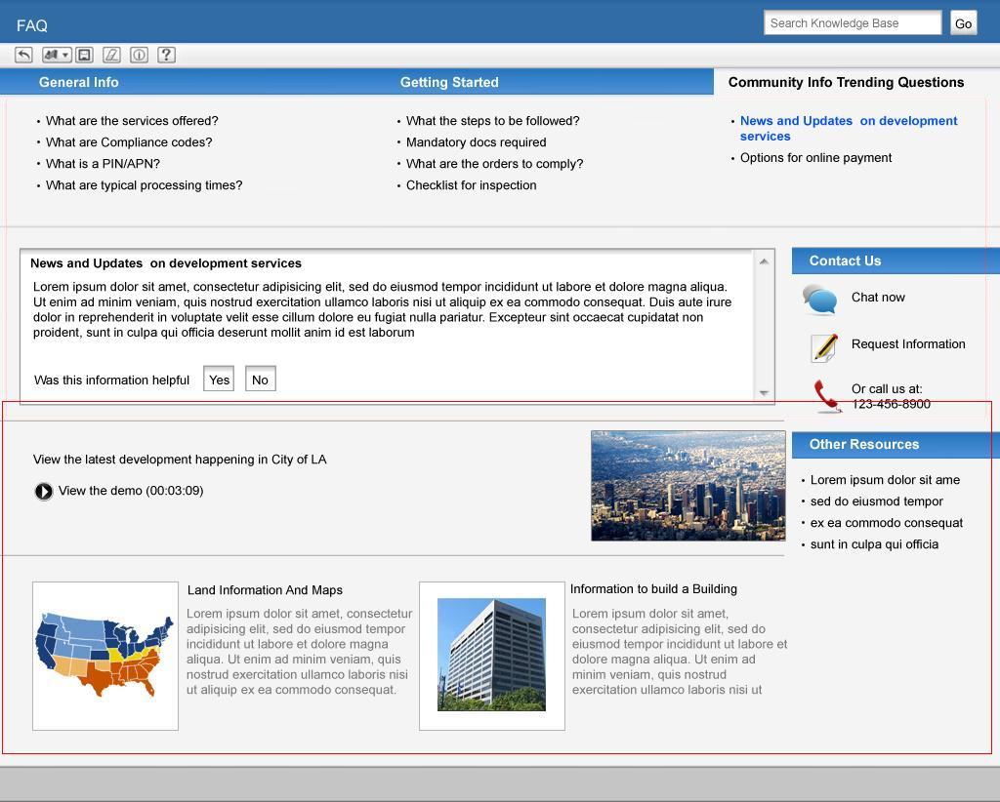 FAQ
Search Knowledge Base
Go
General Info
Getting Started
Community Info Trending Questions
• What are the services offered?
• What are Compliance codes?
• What is a PIN/APN?
• What are typical processing times?
• What the steps to be followed?
• Mandatory docs required
• What are the orders to comply?
• Checklist for inspection
• News and Updates  on development
services
• Options for online payment
News and Updates  on development services
Lorem ipsum dolor sit amet, consectetur adipisicing elit, sed do eiusmod tempor incididunt ut labore et dolore magna aliqua.
Ut enim ad minim veniam, quis nostrud exercitation ullamco laboris nisi ut aliquip ex ea commodo consequat. Duis aute irure
dolor in reprehenderit in voluptate velit esse cillum dolore eu fugiat nulla pariatur. Excepteur sint occaecat cupidatat non
proident, sunt in culpa qui officia deserunt mollit anim id est laborum
Was this information helpful
Yes
No
Contact Us
Chat now
Request Information
Or call us at:
123-456-8900
View the latest development happening in City of LA
View the demo (00:03:09)
Other Resources
• Lorem ipsum dolor sit ame
• sed do eiusmod tempor
• ex ea commodo consequat
• sunt in culpa qui officia
Land Information And Maps
Lorem ipsum dolor sit amet, consectetur
adipisicing elit, sed do eiusmod tempor
incididunt ut labore et dolore magna
aliqua. Ut enim ad minim veniam, quis
nostrud exercitation ullamco laboris nisi
ut aliquip ex ea commodo consequat.
Information to build a Building
Lorem ipsum dolor sit amet,
consectetur adipisicing elit, sed do
eiusmod tempor incididunt ut labore et
dolore magna aliqua. Ut enim ad
minim veniam, quis nostrud
exercitation ullamco laboris nisi ut